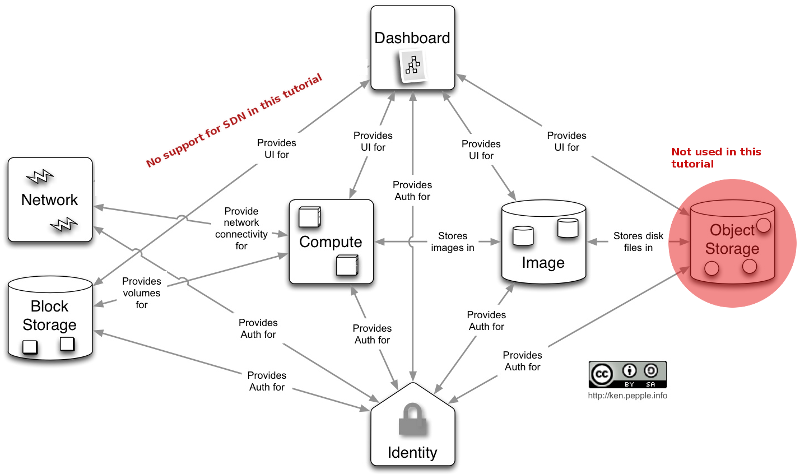 Dashboard
No support for SDN in this tutorial
Provides
UI for
Provides
UI for
Provides
UI for
Provides
UI for
Not used in this
tutorial
Provides
Auth for
Network
Provide
network
connectivity
for
Compute
Stores
images in
Image
Stores disk
files in
Object
Storage
Block
Storage
Provides
volumes
for
Provides
Auth for
Provides
Auth for
Provides
Auth for
Provides
Auth for
Provides
Auth for
Identity
cc
BY SA
http://ken.pepple.info